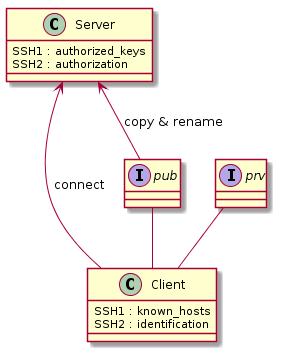 C Server
SSH1 : authorized_keys
SSH2 : authorization
copy & rename
I pub
I prv
connect
C Client
SSH1 : known_hosts
SSH2 : identification